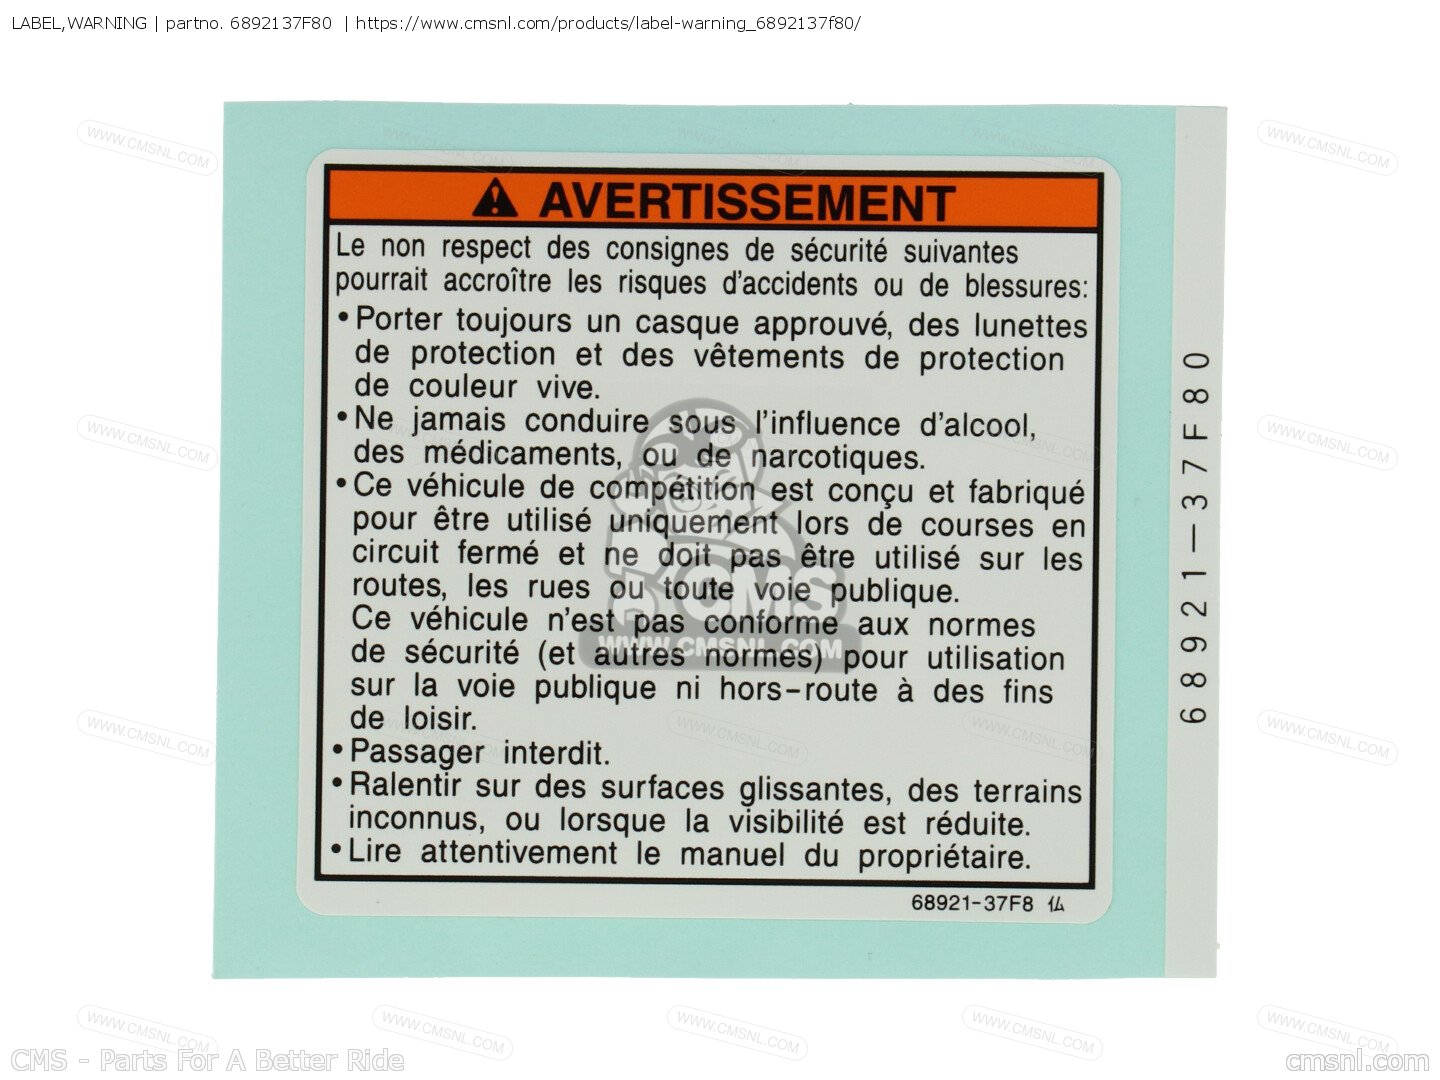 LABEL,WARNING | partno. 6892137F80 | https://www.cmsnl.com/products/label-warning_6892137f80/
AVERTISSEMENT
Le non respect des consignes de sécurité suivantes
pourrait accroître les risques d'accidents ou de blessures:
•Porter toujours un casque approuvé, des lunettes
de protection et des vêtements de protection
de couleur vive.
•Ne jamais conduire sous l'influence d'alcool,
des médicaments, ou de narcotiques.
•Ce véhicule de compétition est conçu et fabriqué
pour être utilisé uniquement lors de courses en
circuit fermé et ne doit pas être utilisé sur les
routes, les rues ou toute voie publique.
Ce véhicule n'est pas conforme aux normes
de sécurité (et autres normes) pour utilisation
sur la voie publique ni hors-route à des fins
de loisir.
•Passager interdit.
•Ralentir sur des surfaces glissantes, des terrains
inconnus, ou lorsque la visibilité est réduite.
•Lire attentivement le manuel du propriétaire.
68921-37F8 14
68921-37F80
CMS
WWW.CMSNL.COM
CMS - Parts For A Better Ride
cmsnl.com